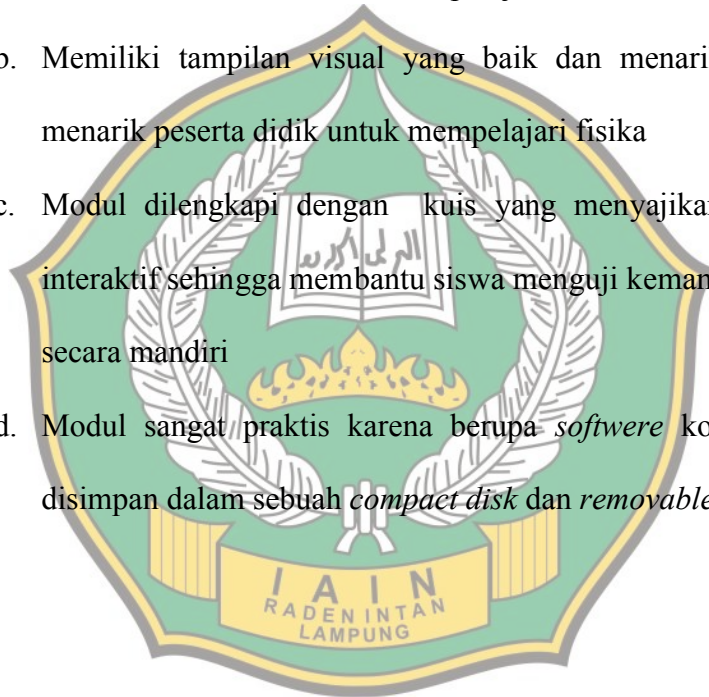 b. Memiliki tampilan visual yang baik dan menari
menarik peserta didik untuk mempelajari fisika
c. Modul dilengkapi dengan kuis yang menyajikan
interaktif sehingga membantu siswa menguji kemam
secara mandiri
d. Modul sangat praktis karena berupa softwere ko
disimpan dalam sebuah compact disk dan removable
I A I N
RADEN INTAN
LAMPUNG